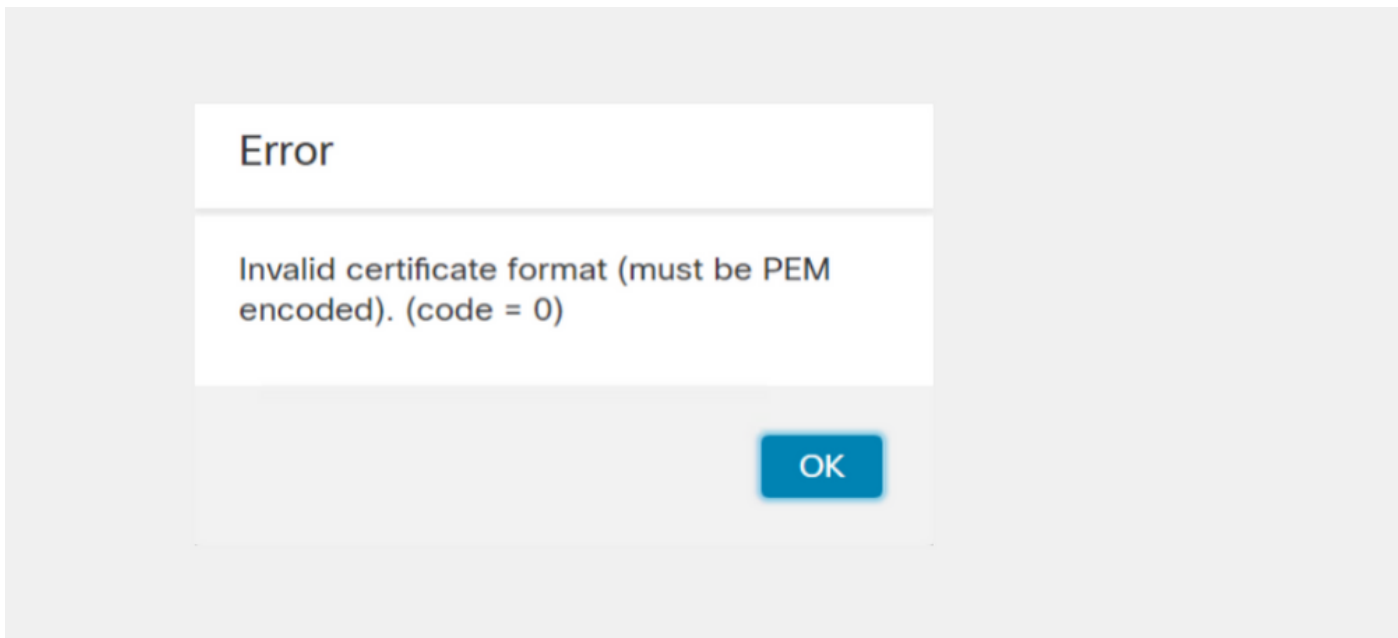 Error
Invalid certificate format (must be PEM
encoded). (code = 0)
OK